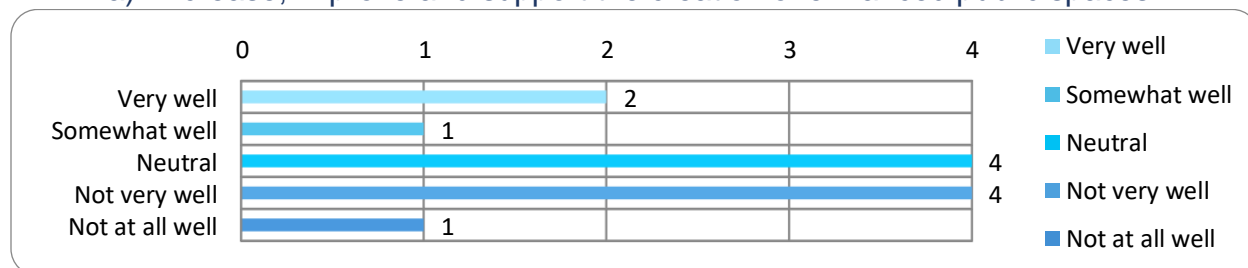 0 1 2 3 4
Very well 2
Somewhat well 1
Neutral 4
Not very well 4
Not at all well 1
Very well
Somewhat well
Neutral
Not very well
Not at all well